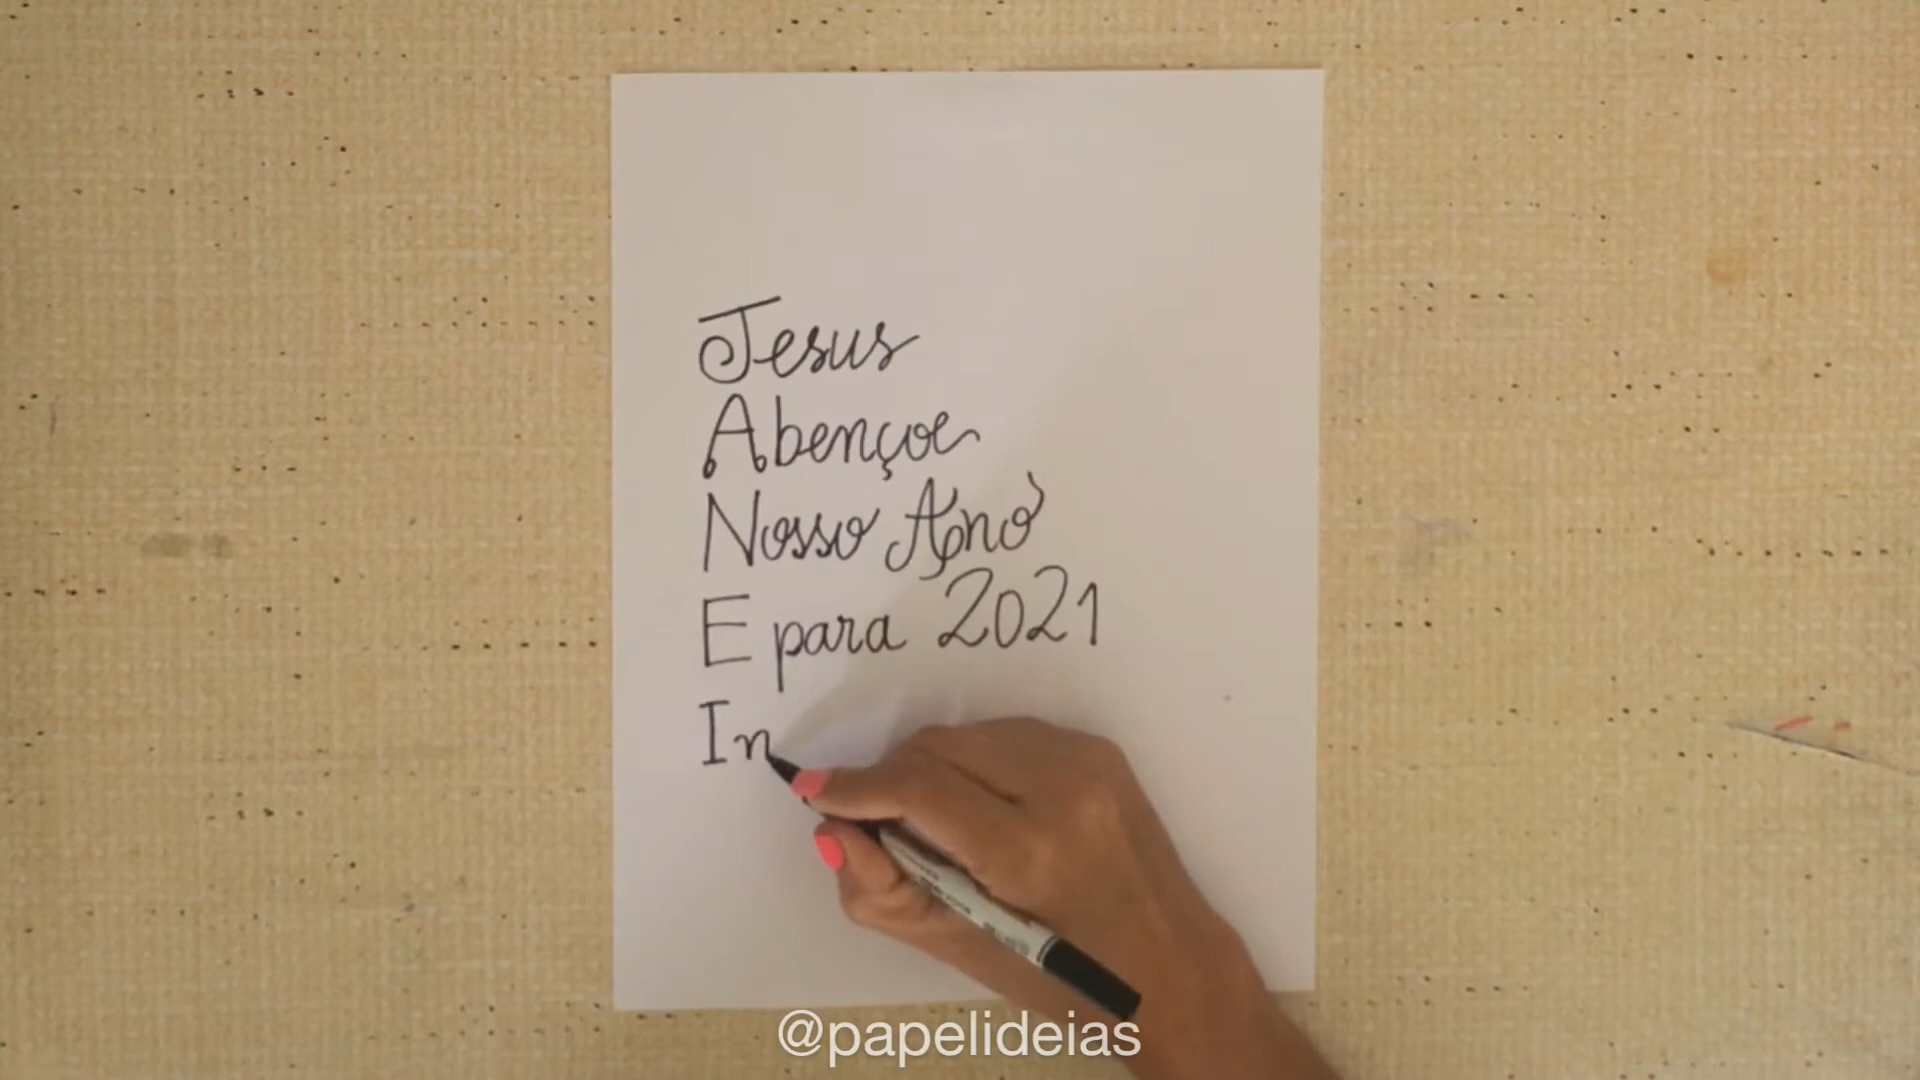 Jesus
Abençoe
Nosso Ano
E para 2021
In
@papelideias